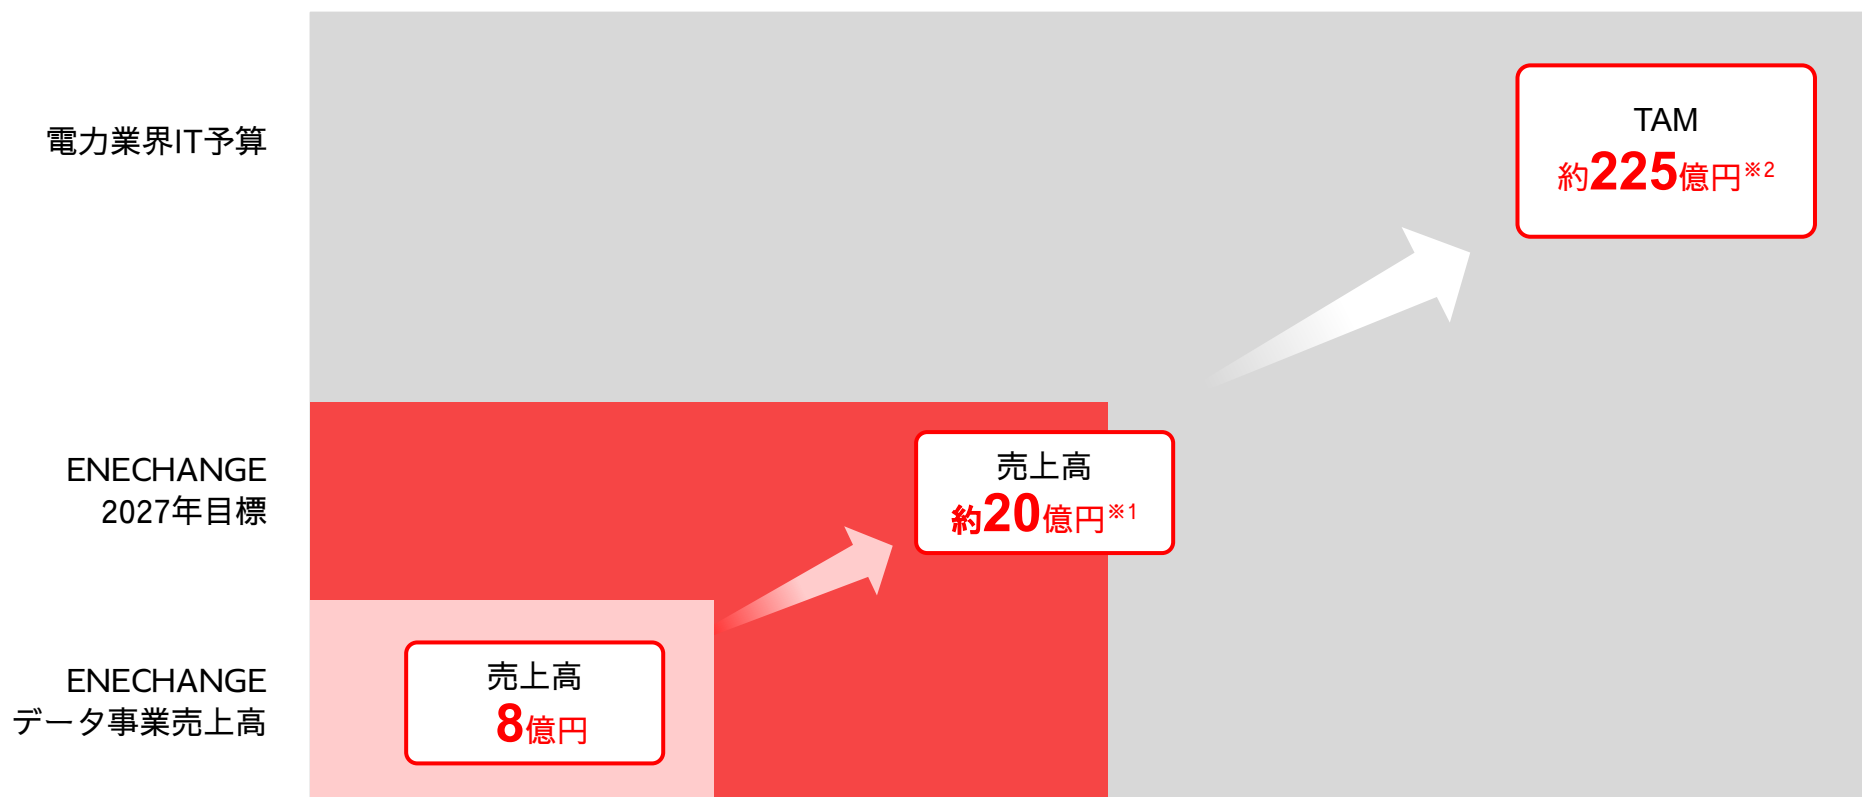 電力業界IT予算
TAM
約225億円※2
ENECHANGE
2027年目標
売上高
約20億円※1
ENECHANGE
データ事業売上高
売上高
8億円